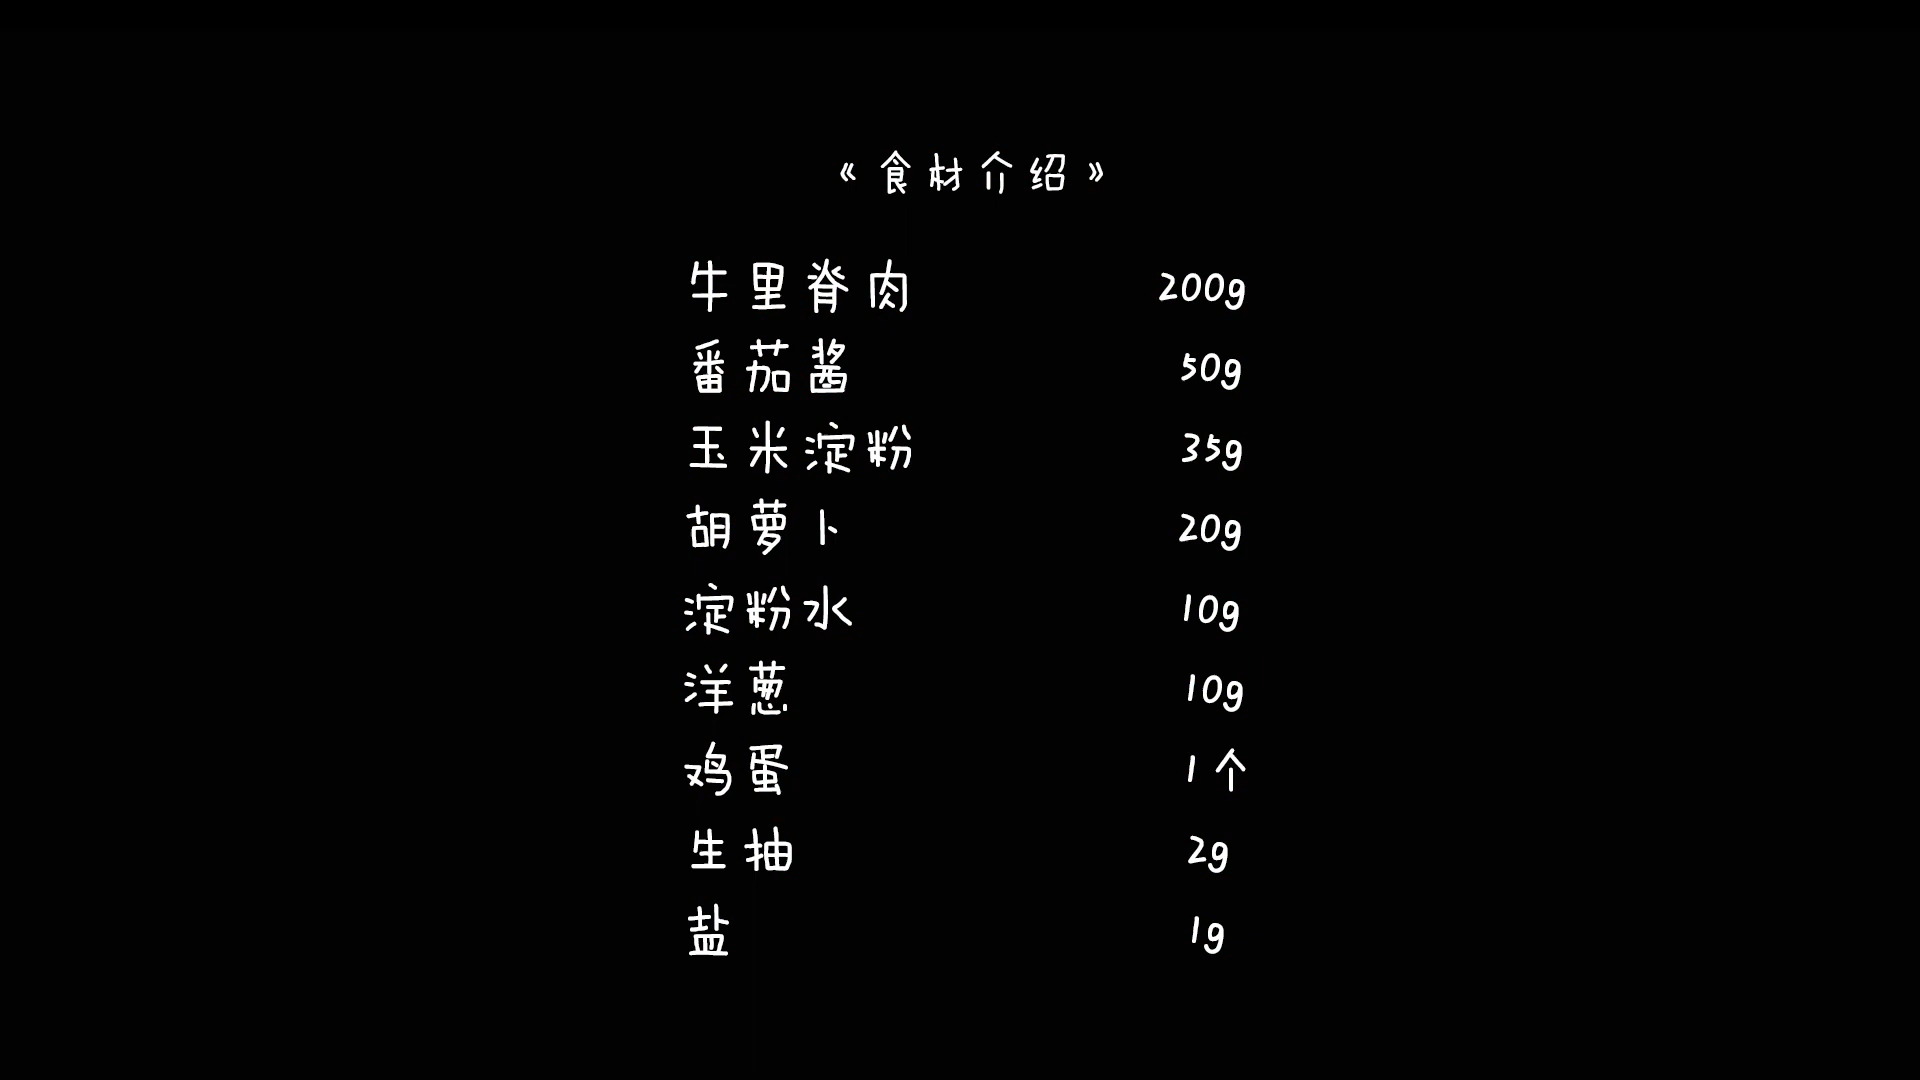 《食材介绍》
牛里脊肉 200g
番茄酱 50g
玉米淀粉 35g
胡萝卜 20g
淀粉水 10g
洋葱 10g
鸡蛋 1个
生抽 2g
盐 1g